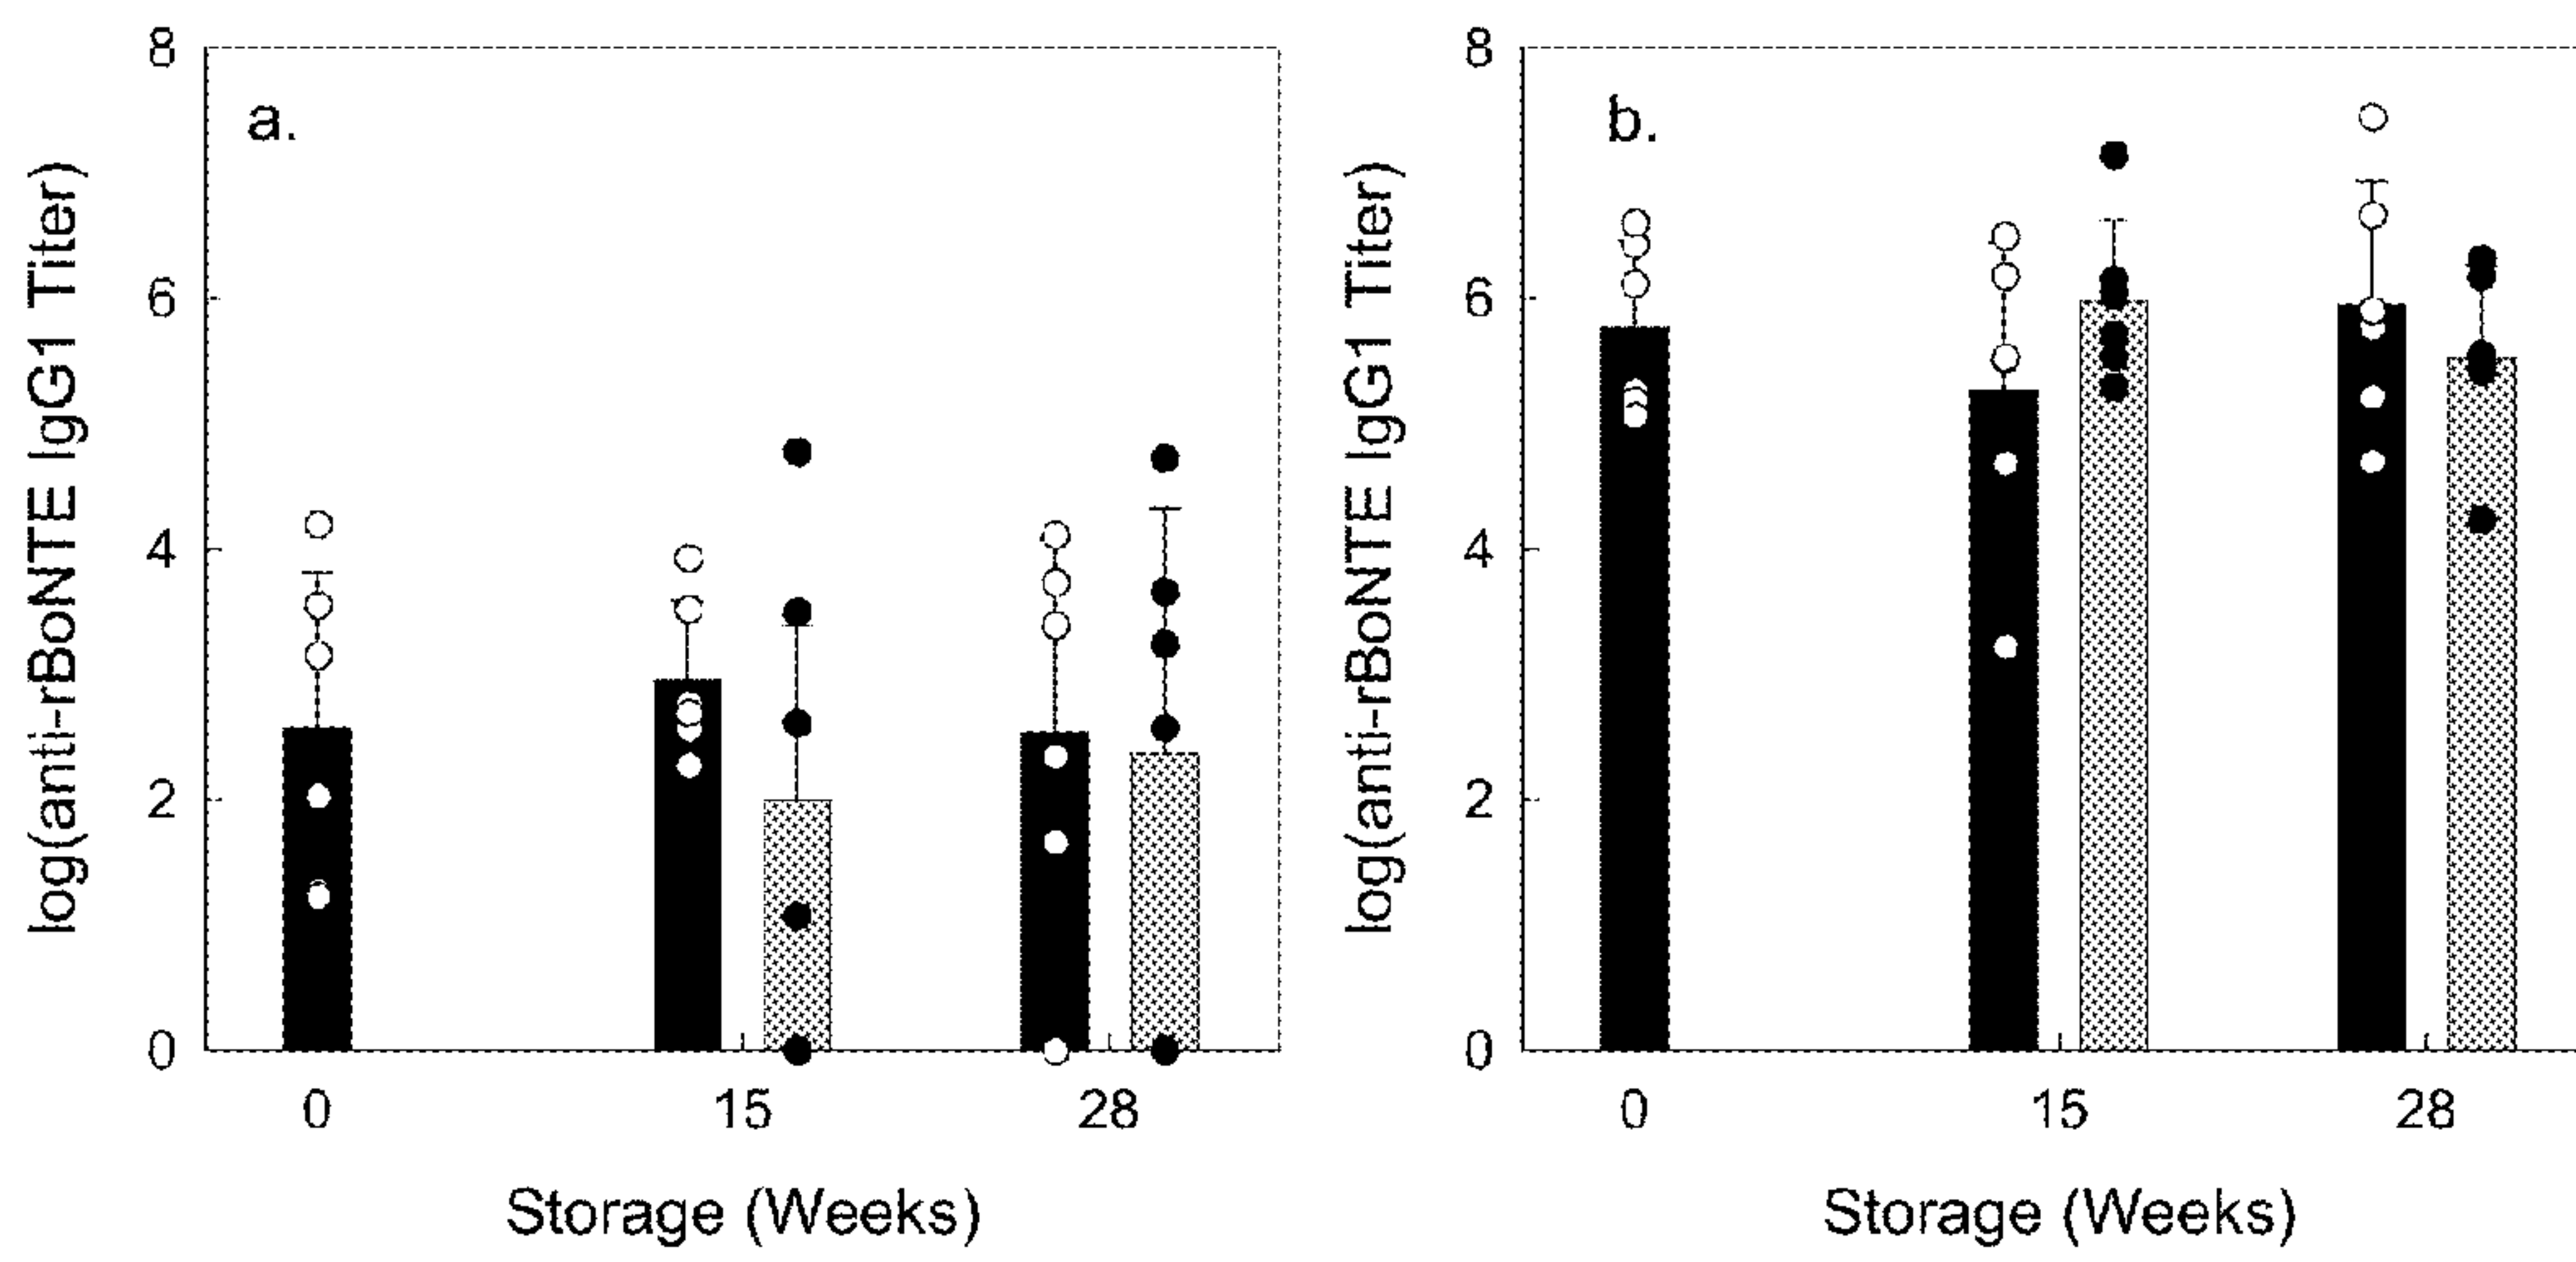 a.
log(anti-rBoNTE IgG1 Titer)
8
6
4
2
0
0 15 28
Storage (Weeks)
b.
log(anti-rBoNTE IgG1 Titer)
8
6
4
2
0
0 15 28
Storage (Weeks)